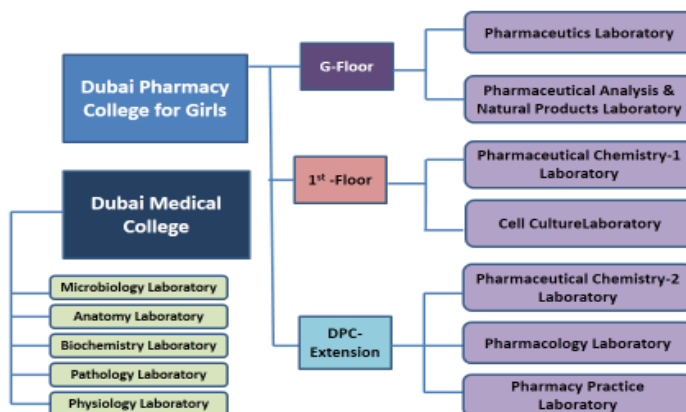 Dubai Pharmacy
College for Girls
Dubai Medical
College
Microbiology Laboratory
Anatomy Laboratory
Biochemistry Laboratory
Pathology Laboratory
Physiology Laboratory
G-Floor
1st -Floor
DPC-
Extension
Pharmaceutics Laboratory
Pharmaceutical Analysis &
Natural Products Laboratory
Pharmaceutical Chemistry-1
Laboratory
Cell CultureLaboratory
Pharmaceutical Chemistry-2
Laboratory
Pharmacology Laboratory
Pharmacy Practice
Laboratory